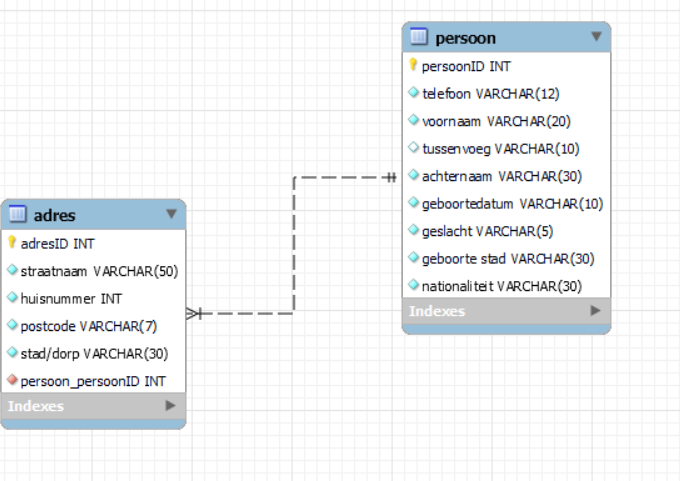 persoon
persoonID INT
telefoon VARCHAR(12)
voornaam VARCHAR(20)
tussenvoeg VARCHAR(10)
achternaam VARCHAR(30)
geboortedatum VARCHAR(10)
geslacht VARCHAR(5)
geboorte stad VARCHAR(30)
nationaliteit VARCHAR(30)
Indexes
adres
adresID INT
straatnaam VARCHAR(50)
huisnummer INT
postcode VARCHAR(7)
stad/dorp VARCHAR(30)
persoon_persoonID INT
Indexes